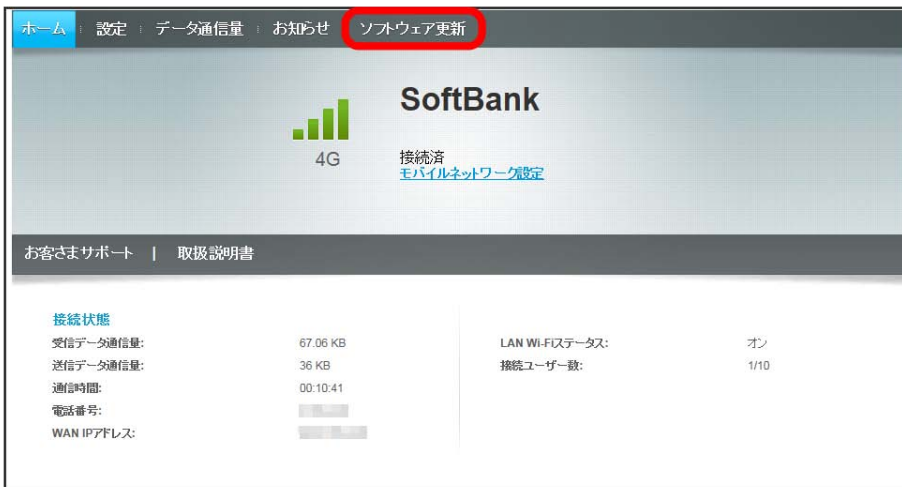 ホーム 設定 データ通信量 お知らせ ソフトウェア更新
SoftBank
4G
接続済
モバイルネットワーク設定
お客さまサポート | 取扱説明書
接続状態
受信データ通信量: 67.06 KB
送信データ通信量: 36 KB
通信時間: 00:10:41
電話番号:
WAN IPアドレス:
LAN Wi-Fiステータス: オン
接続ユーザー数: 1/10